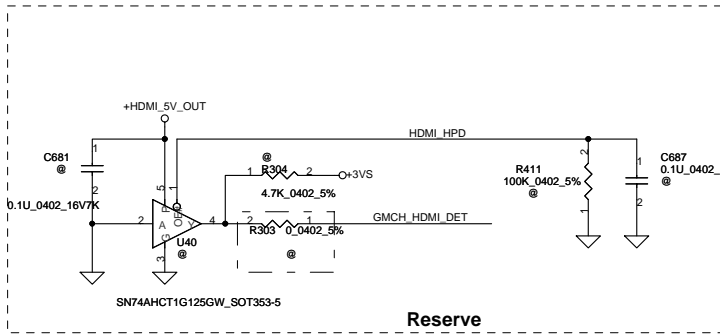 +HDMI_5V_OUT
HDMI_HPD
C681
@
1
2
0.1U_0402_16V7K
5
1
P
OE#
2
A
Y
4
G
3
U40
@
SN74AHCT1G125GW_SOT353-5
@
R304
1
2
+3VS
4.7K_0402_5%
2
1
R303
0_0402_5%
@
GMCH_HDMI_DET
2
R411
100K_0402_5%
@
1
1
C687
0.1U_0402_
@
2
Reserve